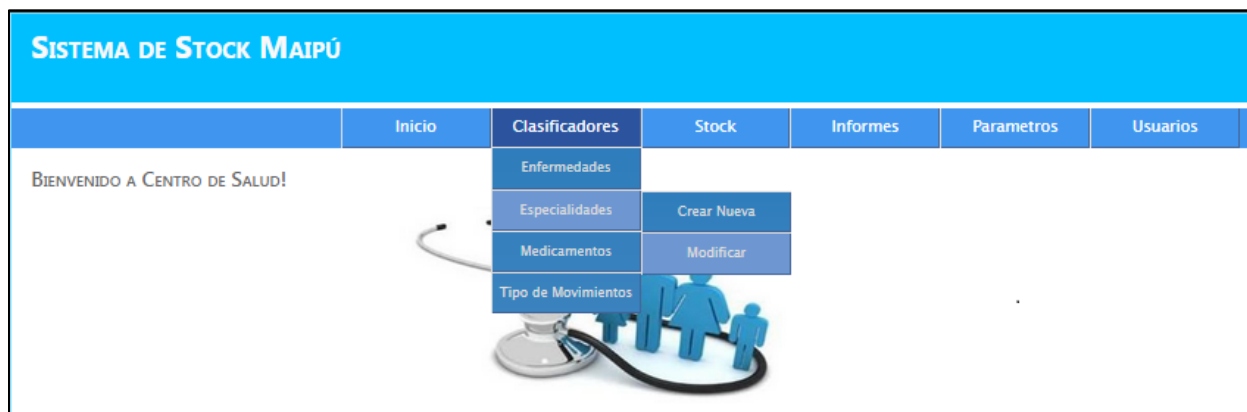 SISTEMA DE STOCK MAIPÚ
Inicio Clasificadores Stock Informes Parametros Usuarios
BIENVENIDO A CENTRO DE SALUD!
Enfermedades
Especialidades Crear Nueva
Medicamentos Modificar
Tipo de Movimientos